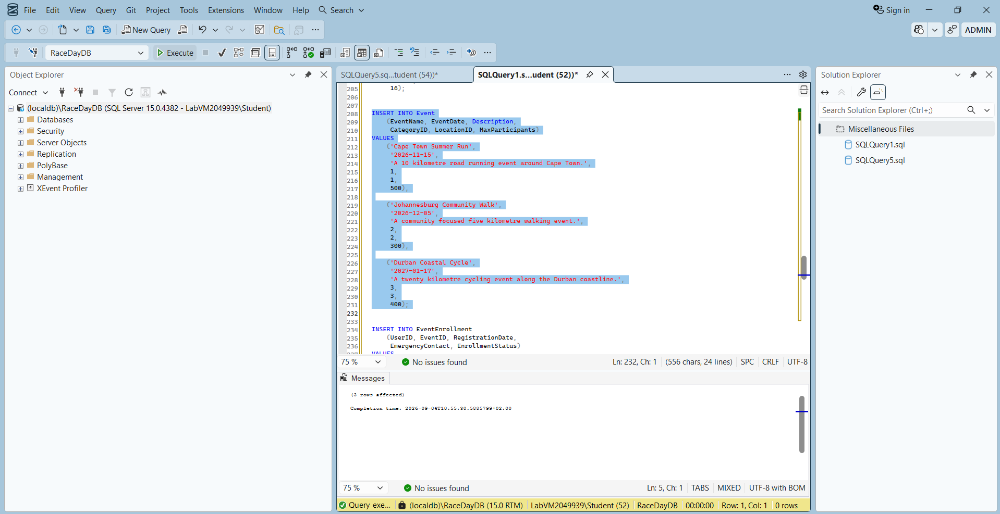 File Edit View Query Git Project Tools Extensions Window Help Search Sign in
New Query ADMIN
RaceDayDB Execute
Object Explorer
Connect
(localdb)\RaceDayDB (SQL Server 15.0.4382 - LabVM2049939\Student)
Databases
Security
Server Objects
Replication
PolyBase
Management
XEvent Profiler
SQLQuery5.sq...tudent (54))* SQLQuery1.s...udent (52))*
205 16);
206
207
208 INSERT INTO Event
209 (EventName, EventDate, Description,
210 CategoryID, LocationID, MaxParticipants)
211 VALUES
212 ('Cape Town Summer Run',
213 '2026-11-15',
214 'A 10 kilometre road running event around Cape Town.',
215 1,
216 1,
217 500),
218
219 ('Johannesburg Community Walk',
220 '2026-12-05',
221 'A community focused five kilometre walking event.',
222 2,
223 2,
224 300),
225
226 ('Durban Coastal Cycle',
227 '2027-01-17',
228 'A twenty kilometre cycling event along the Durban coastline.',
229 3,
230 3,
231 400);
232
233
234 INSERT INTO EventEnrollment
235 (UserID, EventID, RegistrationDate,
236 EmergencyContact, EnrollmentStatus)
237 VALUES
75 % No issues found Ln: 232, Ch: 1 (556 chars, 24 lines) SPC CRLF UTF-8
Messages
(3 rows affected)
Completion time: 2026-09-04T10:55:30.5885799+02:00
75 % No issues found Ln: 5, Ch: 1 TABS MIXED UTF-8 with BOM
Query exe... (localdb)\RaceDayDB (15.0 RTM) LabVM2049939\Student (52) RaceDayDB 00:00:00 Row: 1, Col: 1 0 rows
Solution Explorer
Search Solution Explorer (Ctrl+;)
Miscellaneous Files
SQLQuery1.sql
SQLQuery5.sql